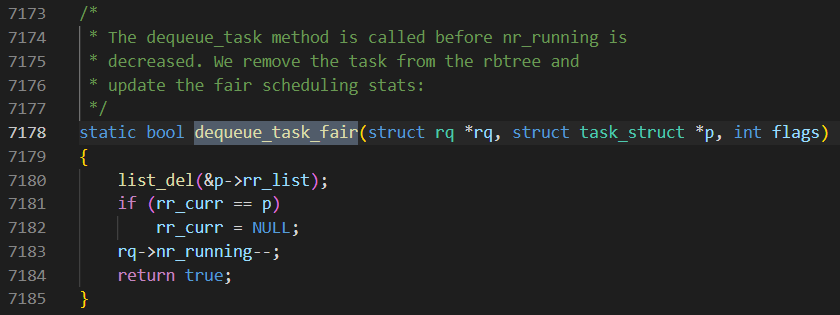 7173 /*
7174  * The dequeue_task method is called before nr_running is
7175  * decreased. We remove the task from the rbtree and
7176  * update the fair scheduling stats:
7177  */
7178 static bool dequeue_task_fair(struct rq *rq, struct task_struct *p, int flags)
7179 {
7180     list_del(&p->rr_list);
7181     if (rr_curr == p)
7182         rr_curr = NULL;
7183     rq->nr_running--;
7184     return true;
7185 }